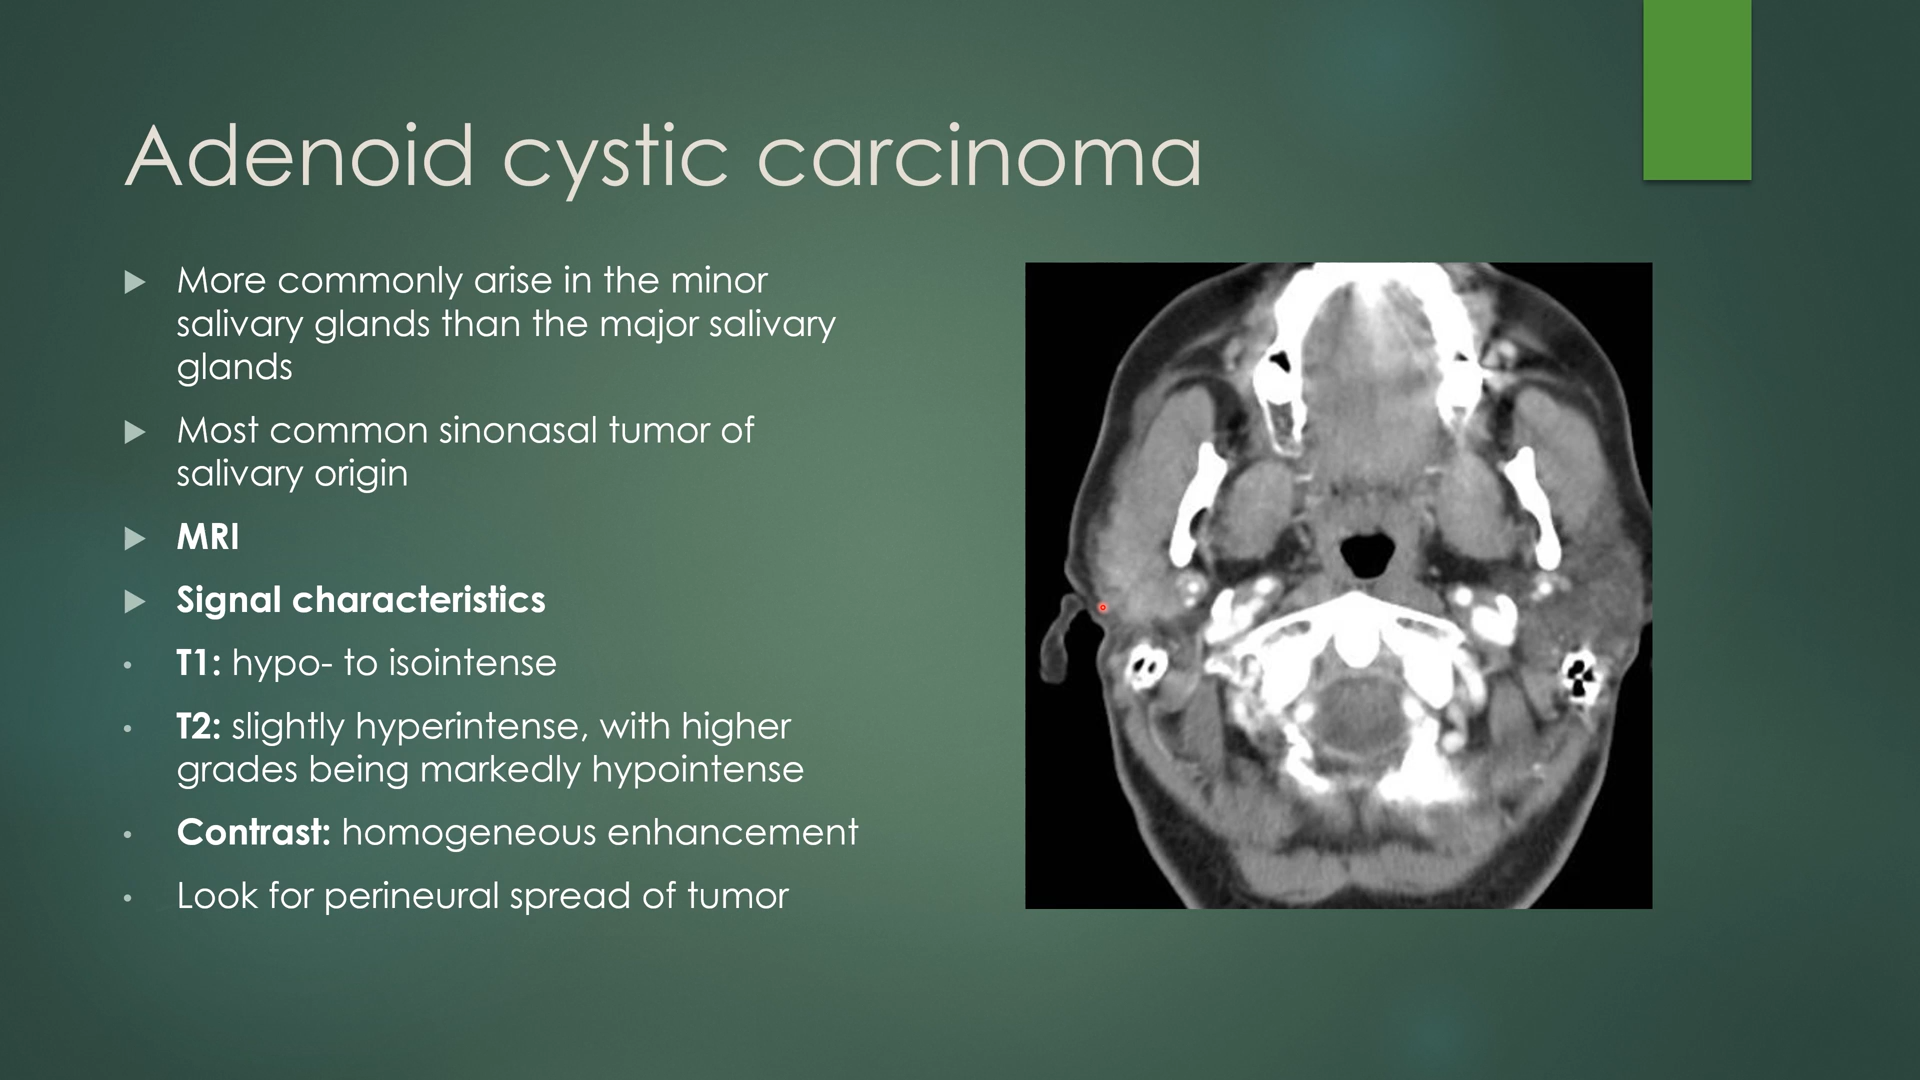 Adenoid cystic carcinoma
More commonly arise in the minor
salivary glands than the major salivary
glands
Most common sinonasal tumor of
salivary origin
MRI
Signal characteristics
T1: hypo- to isointense
T2: slightly hyperintense, with higher
grades being markedly hypointense
Contrast: homogeneous enhancement
Look for perineural spread of tumor